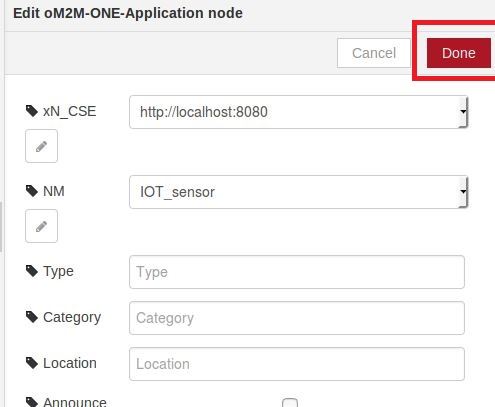 Edit oM2M-ONE-Application node
Cancel Done
xN_CSE http://localhost:8080
NM IOT_sensor
Type Type
Category Category
Location Location
Announce